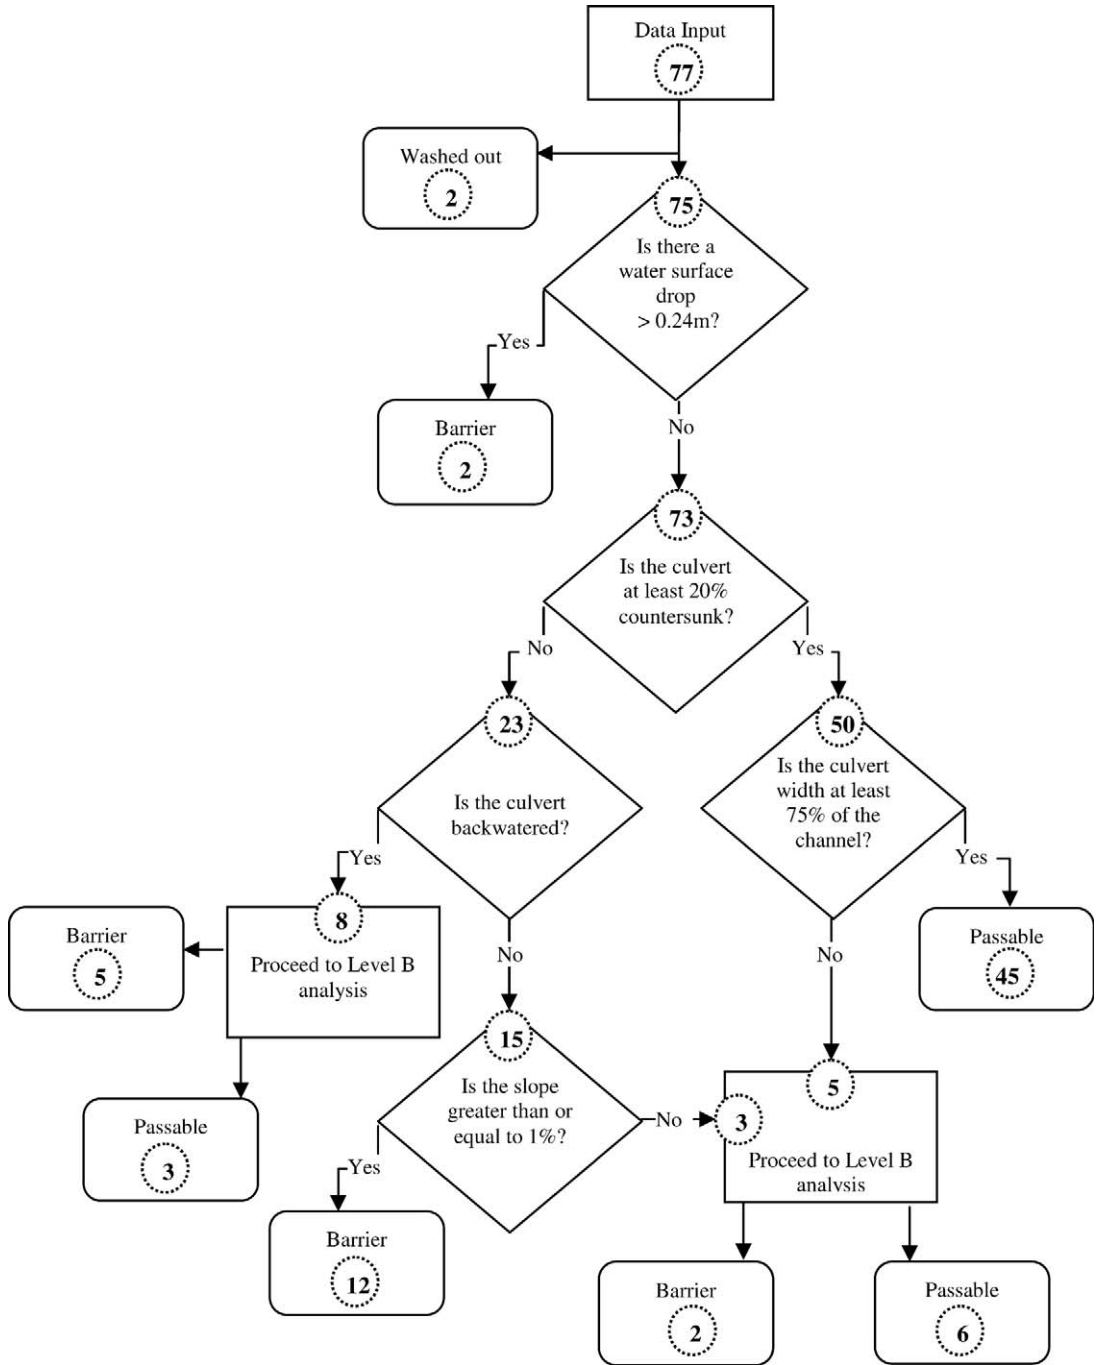 Data Input
77
Washed out
2
75
Is there a
water surface
drop
> 0.24m?
Yes
Barrier
2
No
73
Is the culvert
at least 20%
countersunk?
No
Yes
23
Is the culvert
backwatered?
50
Is the culvert
width at least
75% of the
channel?
Yes
Yes
8
Proceed to Level B
analysis
Barrier
5
No
No
Passable
45
Passable
3
15
Is the slope
greater than or
equal to 1%?
No
5
3
Proceed to Level B
analysis
Yes
Barrier
12
Barrier
2
Passable
6